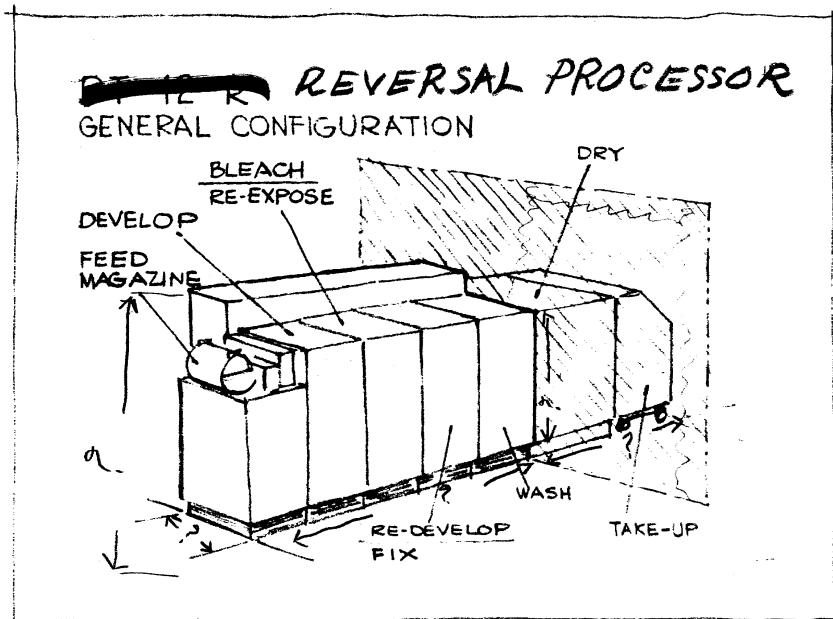 REVERSAL PROCESSOR
GENERAL CONFIGURATION
DRY
BLEACH
RE-EXPOSE
DEVELOP
FEED
MAGAZINE
?
?
WASH
RE-DEVELOP
FIX
TAKE-UP